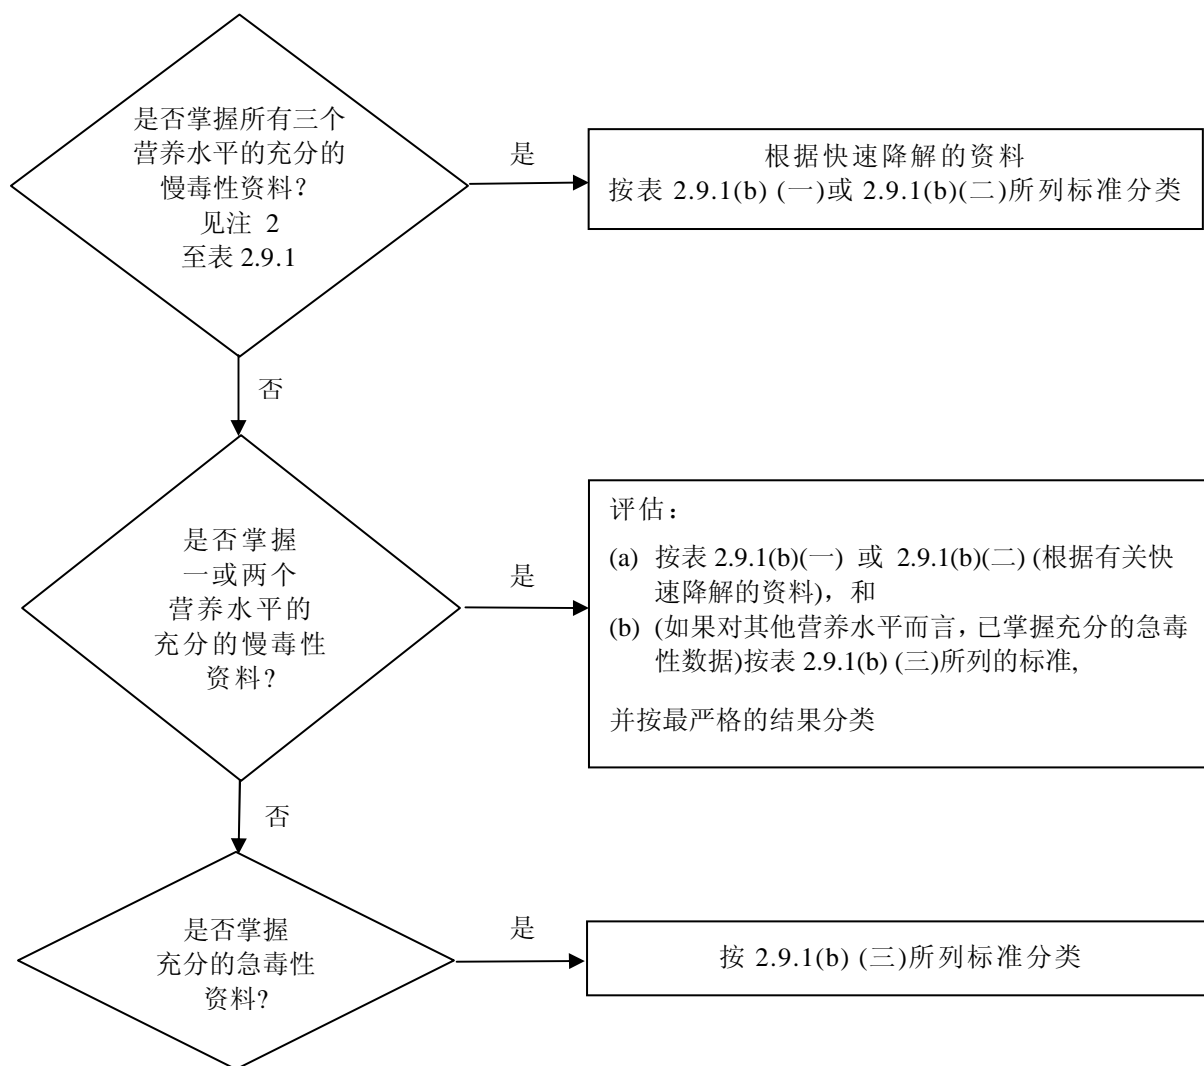 是否掌握所有三个
营养水平的充分的
慢毒性资料?
见注 2
至表 2.9.1
是
根据快速降解的资料
按表 2.9.1(b) (一)或 2.9.1(b)(二)所列标准分类
否
是否掌握
一或两个
营养水平的
充分的慢毒性
资料?
是
评估：
(a) 按表 2.9.1(b)(一) 或 2.9.1(b)(二) (根据有关快
速降解的资料)，和
(b) (如果对其他营养水平而言，已掌握充分的急毒
性数据)按表 2.9.1(b) (三)所列的标准,
并按最严格的结果分类
否
是否掌握
充分的急毒性
资料?
是
按 2.9.1(b) (三)所列标准分类